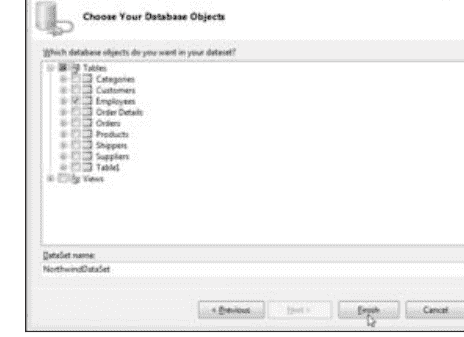 Choose Your Database Objects
Which database objects do you want in your dataset?
Tables
Categories
Customers
Employees
Order Details
Orders
Products
Shippers
Suppliers
Table1
Views
DataSet name:
NorthwindDataSet
< Previous
Next >
Finish
Cancel